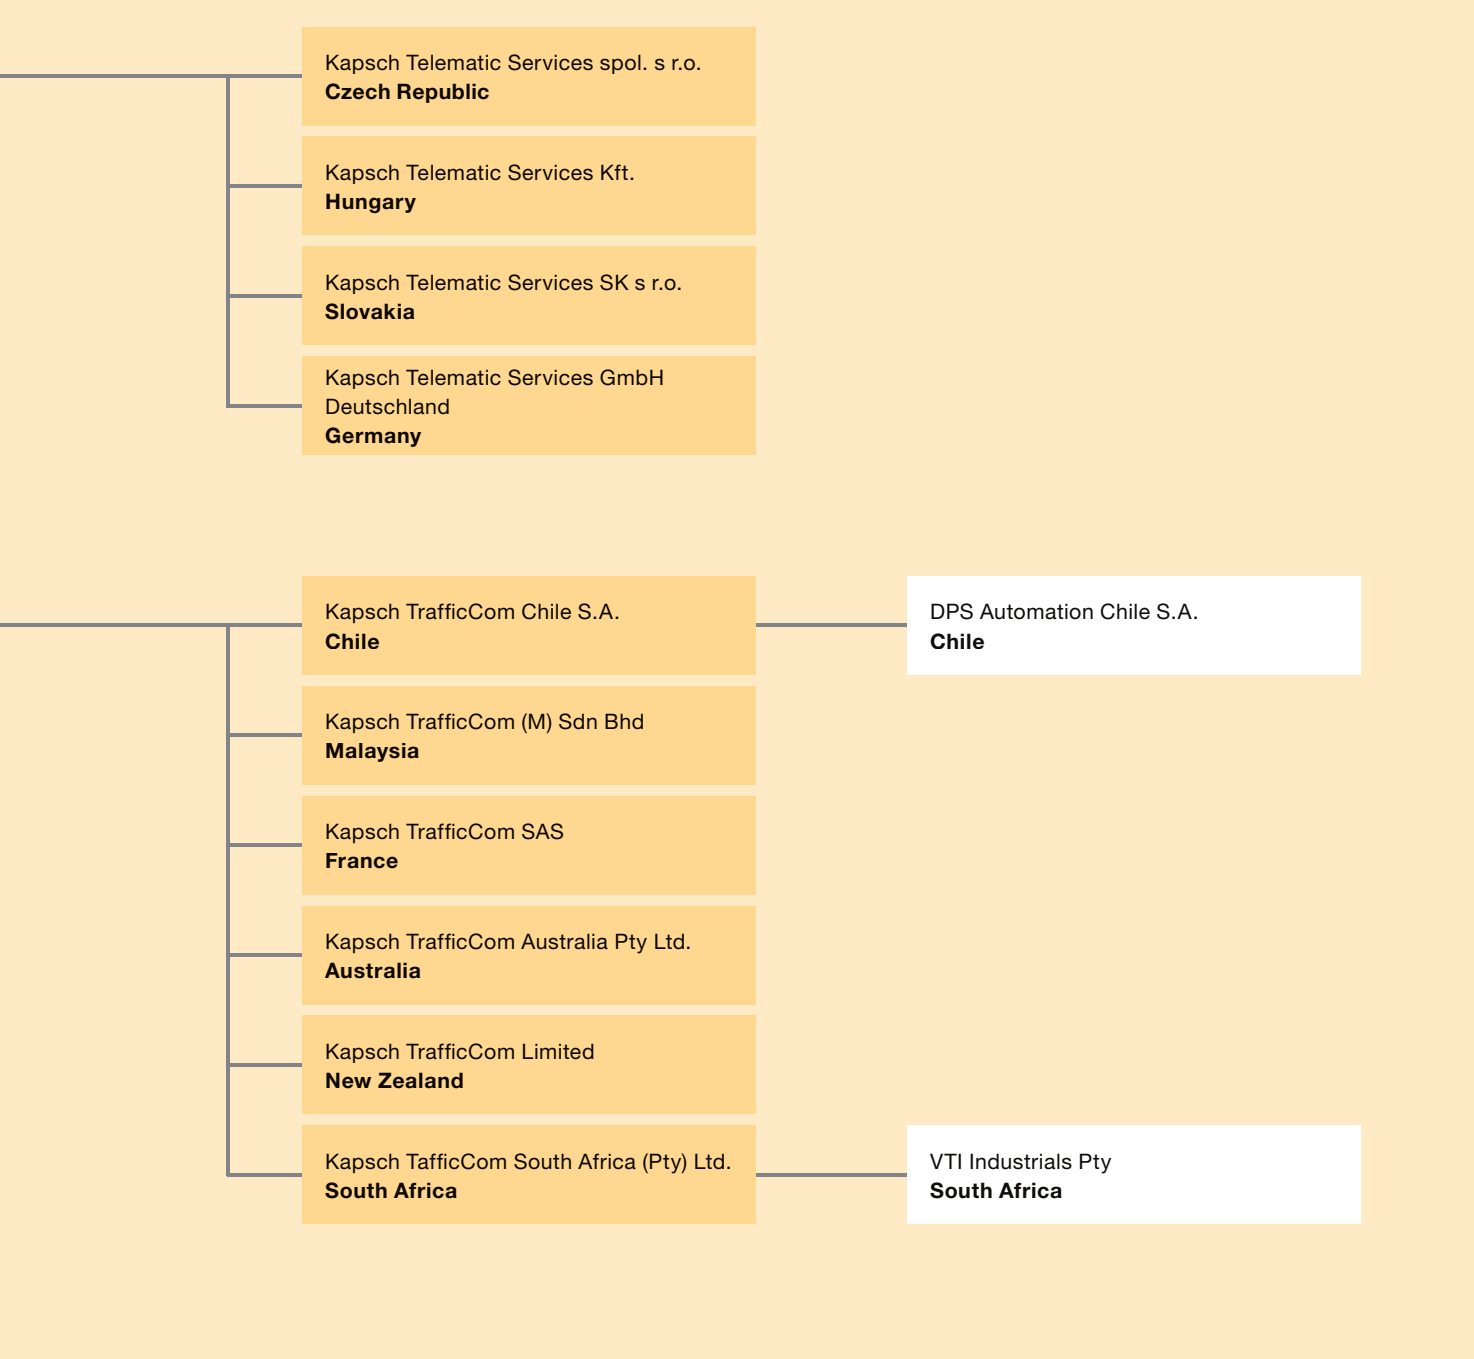 Kapsch Telematic Services spol. s r.o.
Czech Republic
Kapsch Telematic Services Kft.
Hungary
Kapsch Telematic Services SK s r.o.
Slovakia
Kapsch Telematic Services GmbH
Deutschland
Germany
Kapsch TrafficCom Chile S.A.
Chile
DPS Automation Chile S.A.
Chile
Kapsch TrafficCom (M) Sdn Bhd
Malaysia
Kapsch TrafficCom SAS
France
Kapsch TrafficCom Australia Pty Ltd.
Australia
Kapsch TrafficCom Limited
New Zealand
Kapsch TafficCom South Africa (Pty) Ltd.
South Africa
VTI Industrials Pty
South Africa